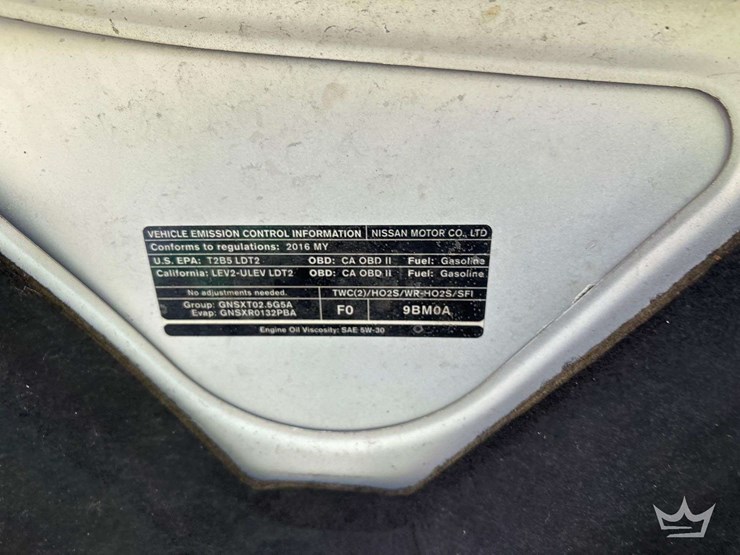 VEHICLE EMISSION CONTROL INFORMATION NISSAN MOTOR CO., LTD
Conforms to regulations: 2016 MY
U.S. EPA: T2B5 LDT2 OBD: CA OBD II Fuel: Gasoline
California: LEV2-ULEV LDT2 OBD: CA OBD II Fuel: Gasoline
No adjustments needed. TWC(2)/HO2S/WR-HO2S/SFI
Group: GNSXT02.5G5A
Evap: GNSXR0132PBA F0 9BM0A
Engine Oil Viscosity: SAE 5W-30